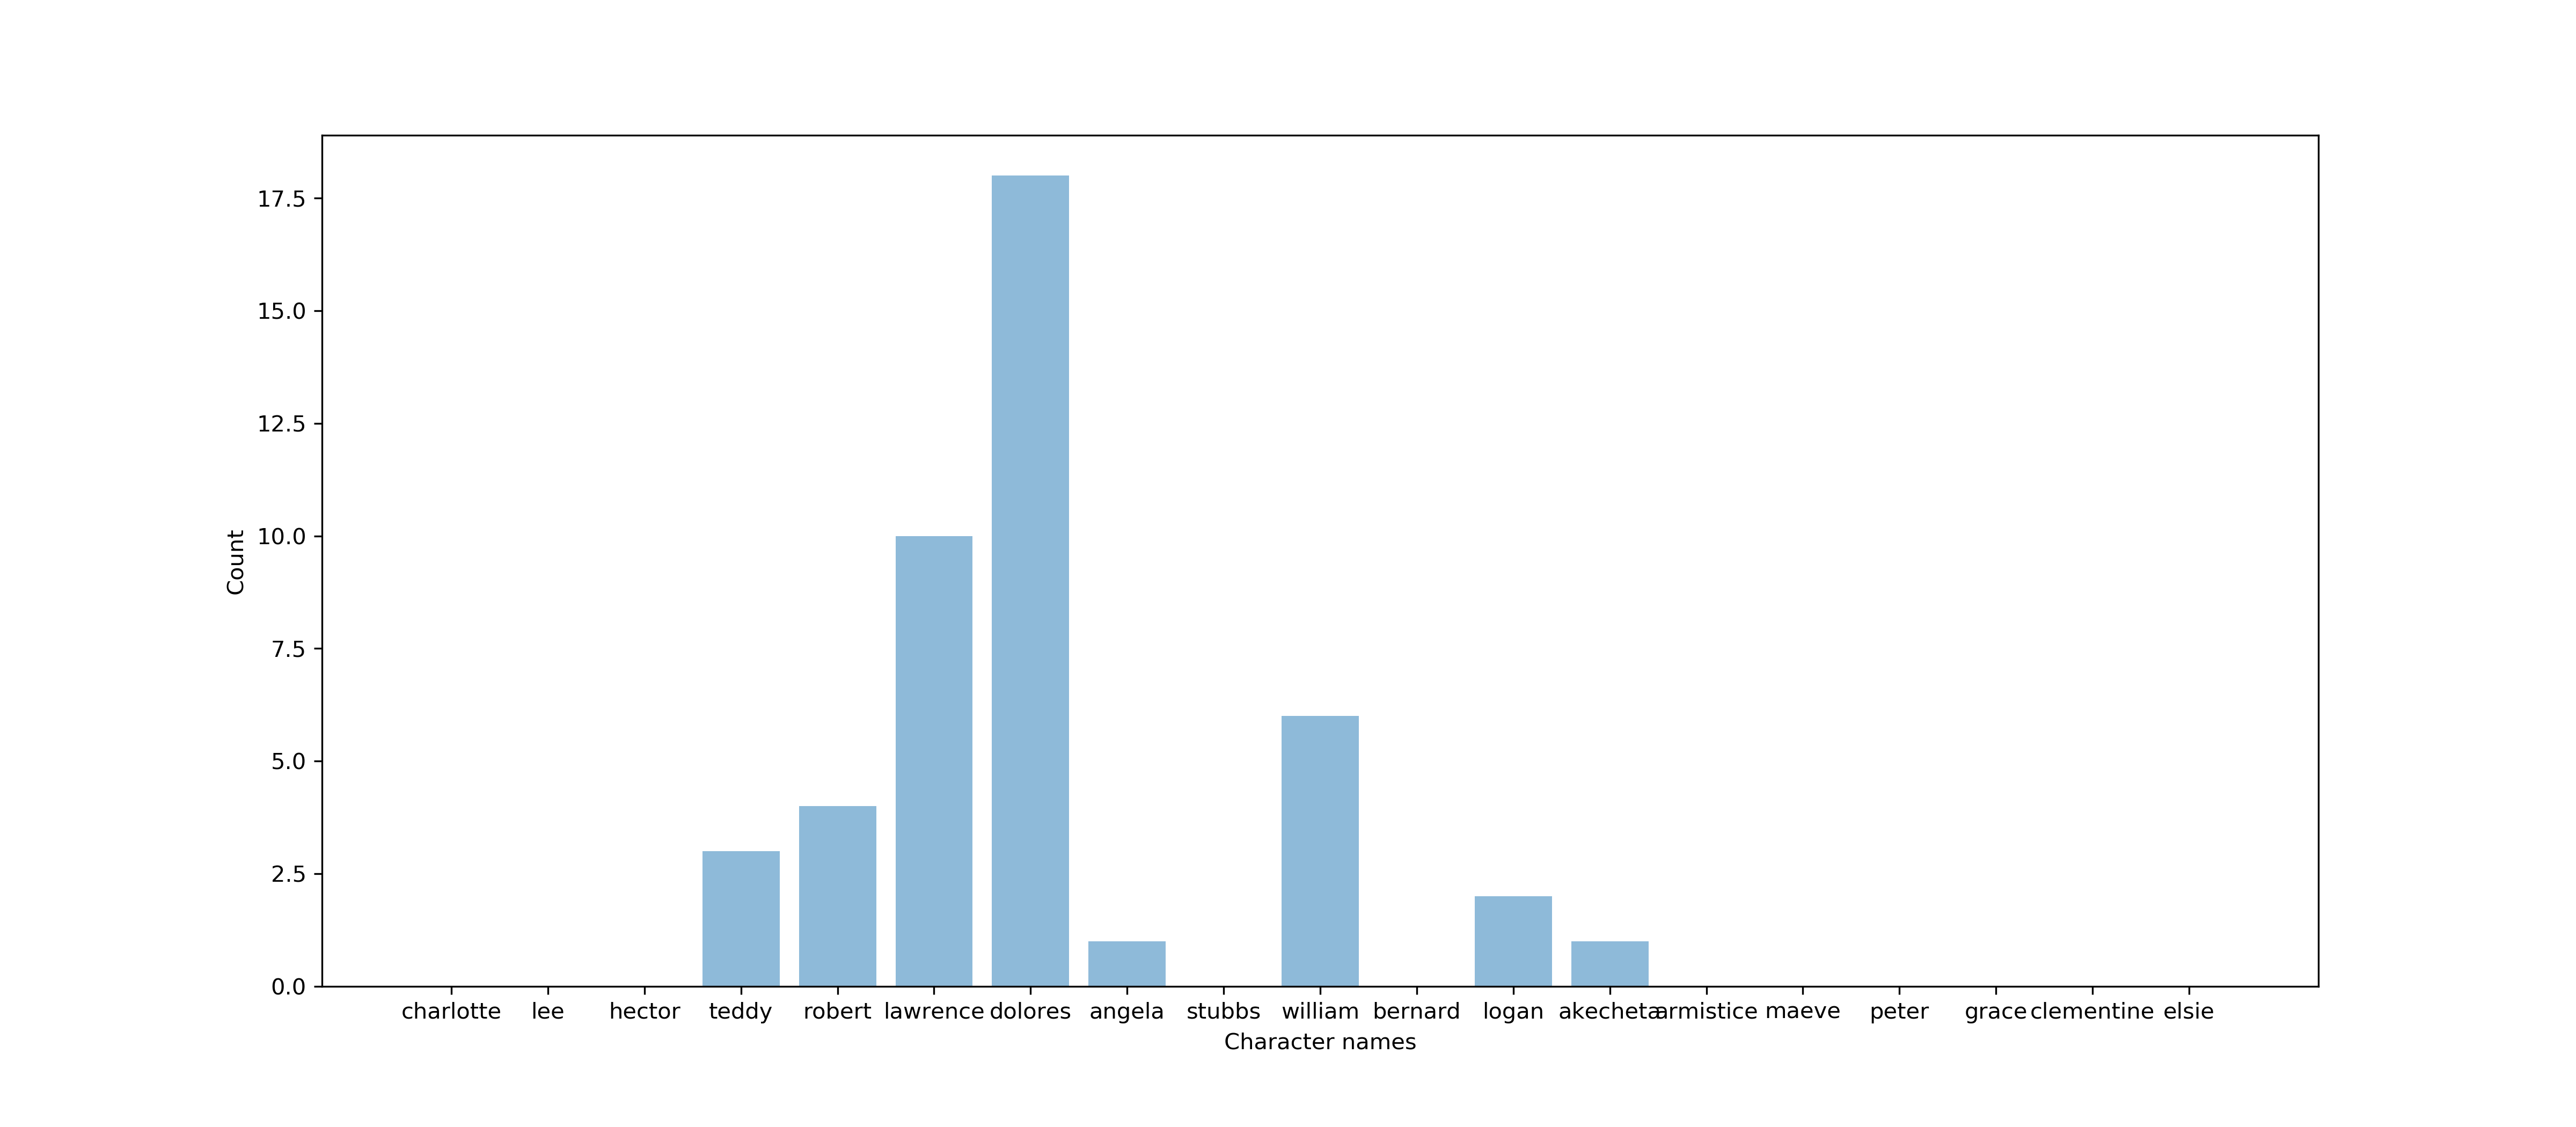 17.5
15.0
12.5
10.0
7.5
5.0
2.5
0.0
Count
charlotte lee hector teddy robert lawrence dolores angela stubbs william bernard logan akecheta armistice maeve peter grace clementine elsie
Character names